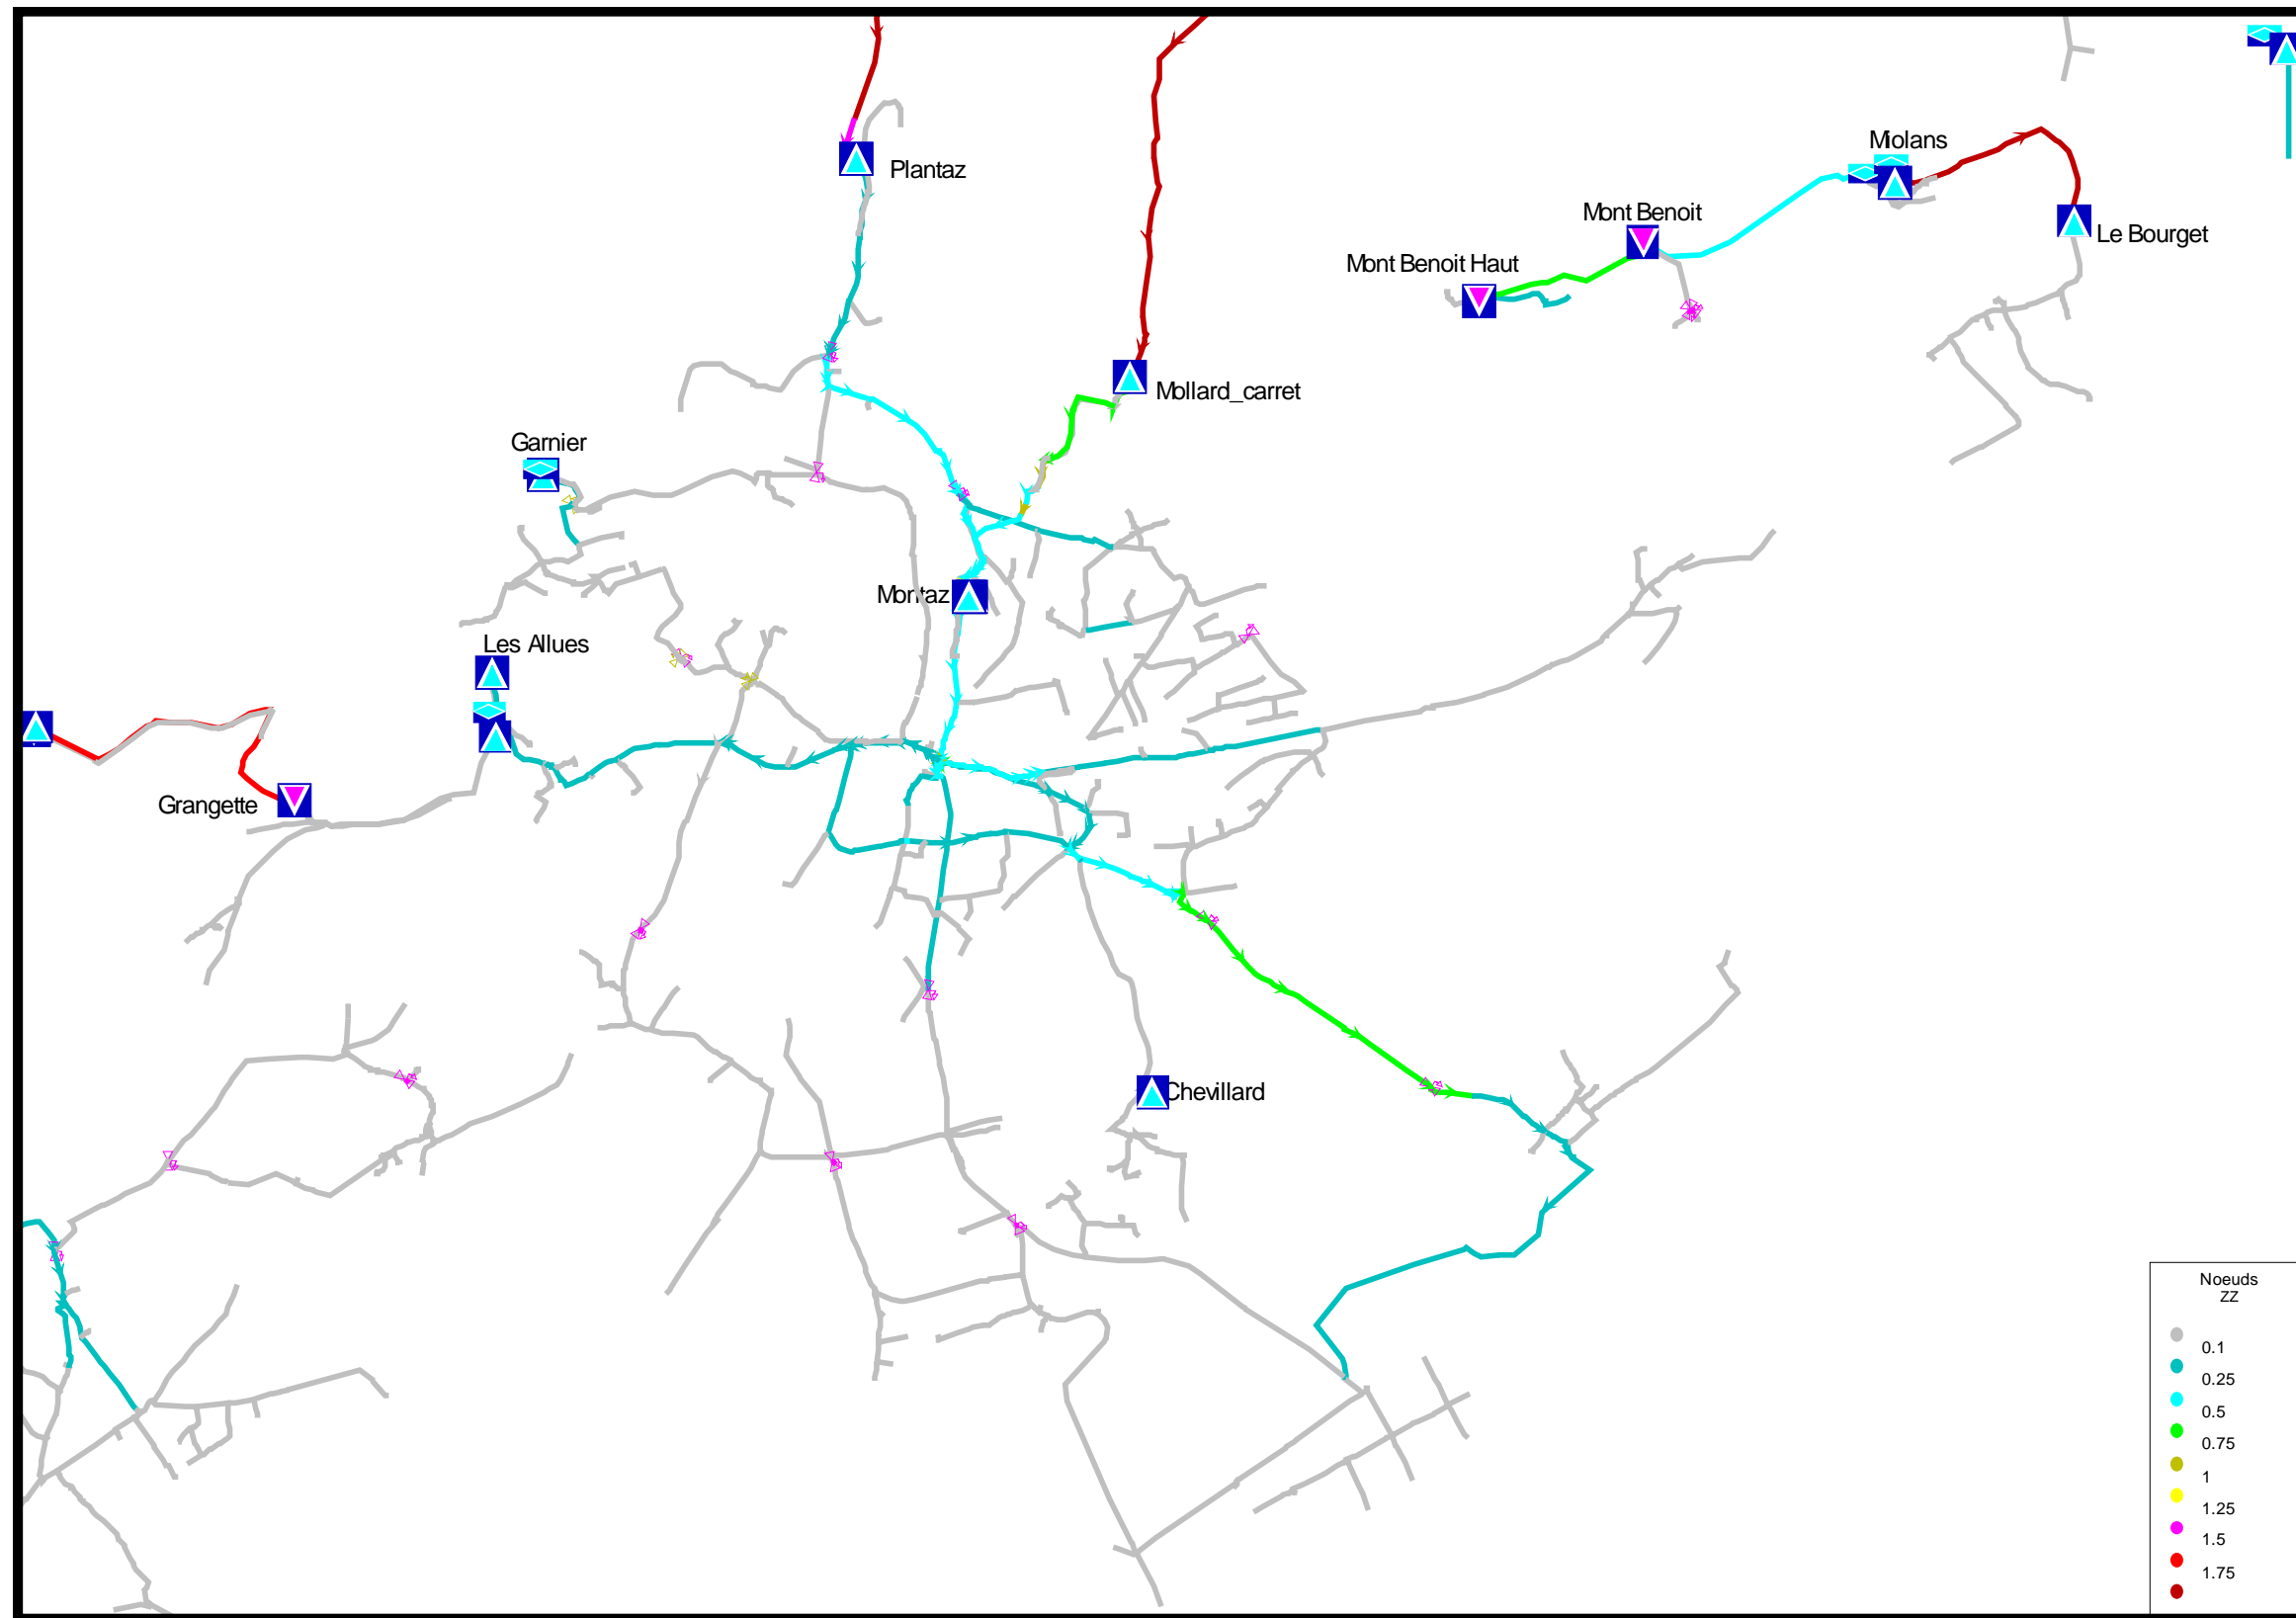 Miolans
Plantaz
Mont Benoit
Le Bourget
Mont Benoit Haut
Mollard_carret
Garnier
Montaz
Les Allues
Grangette
Chevillard
Noeuds
ZZ
0.1
0.25
0.5
0.75
1
1.25
1.5
1.75